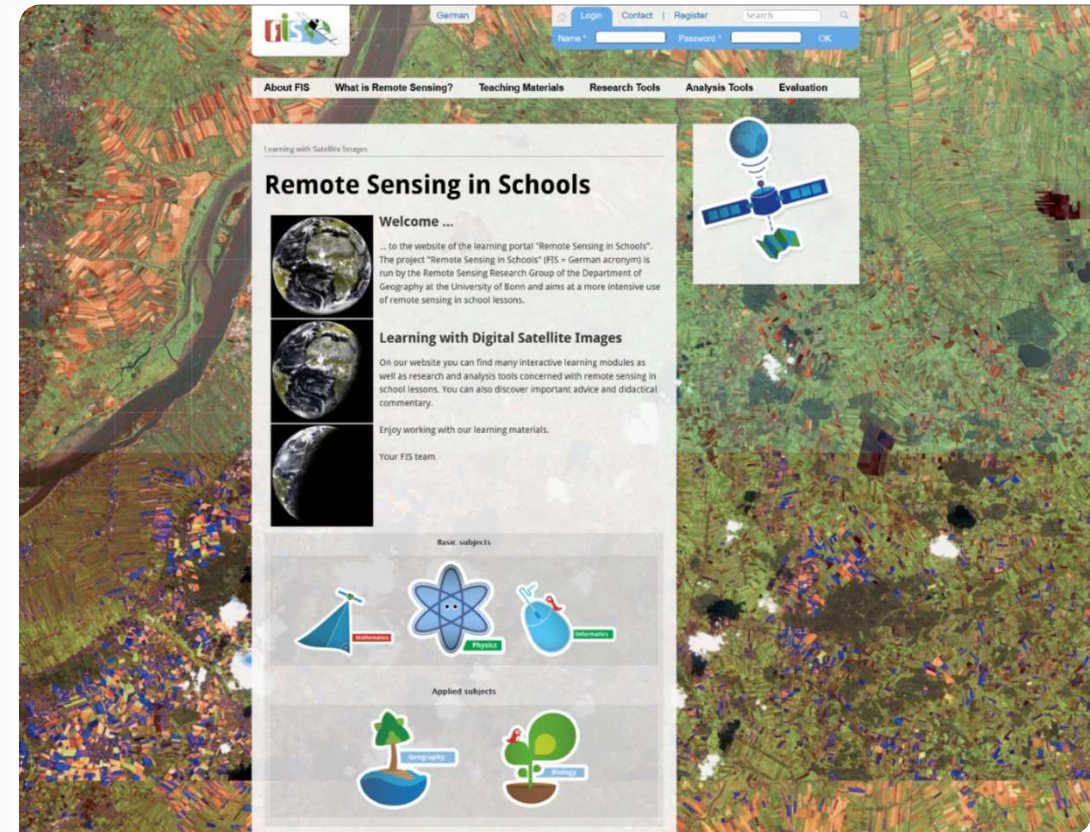 fis
German
Login Contact | Register Search
Name * Password * OK
About FIS What is Remote Sensing? Teaching Materials Research Tools Analysis Tools Evaluation
Learning with Satellite Images
Remote Sensing in Schools
Welcome ...
... to the website of the learning portal "Remote Sensing in Schools".
The project "Remote Sensing in Schools" (FIS = German acronym) is
run by the Remote Sensing Research Group of the Department of
Geography at the University of Bonn and aims at a more intensive use
of remote sensing in school lessons.
Learning with Digital Satellite Images
On our website you can find many interactive learning modules as
well as research and analysis tools concerned with remote sensing in
school lessons. You can also discover important advice and didactical
commentary.
Enjoy working with our learning materials.
Your FIS team
Basic subjects
Mathematics
Physics
Informatics
Applied subjects
Geography
Biology